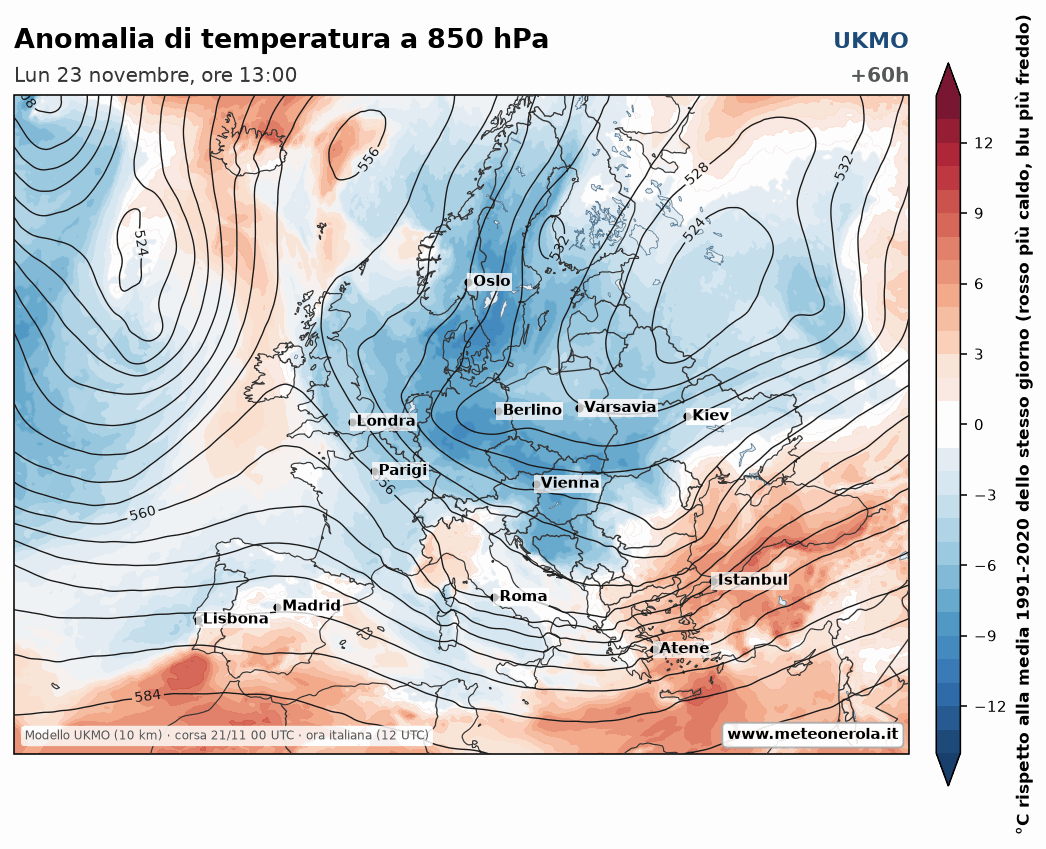 Anomalia di temperatura a 850 hPa
UKMO
Lun 23 novembre, ore 13:00
+60h
556
528
532
524
524
Oslo
Berlino
Varsavia
Kiev
Londra
Parigi
Vienna
560
Istanbul
Roma
Madrid
Lisbona
Atene
584
Modello UKMO (10 km) · corsa 21/11 00 UTC · ora italiana (12 UTC)
www.meteonerola.it
12
9
6
3
0
−3
−6
−9
−12
°C rispetto alla media 1991-2020 dello stesso giorno (rosso più caldo, blu più freddo)